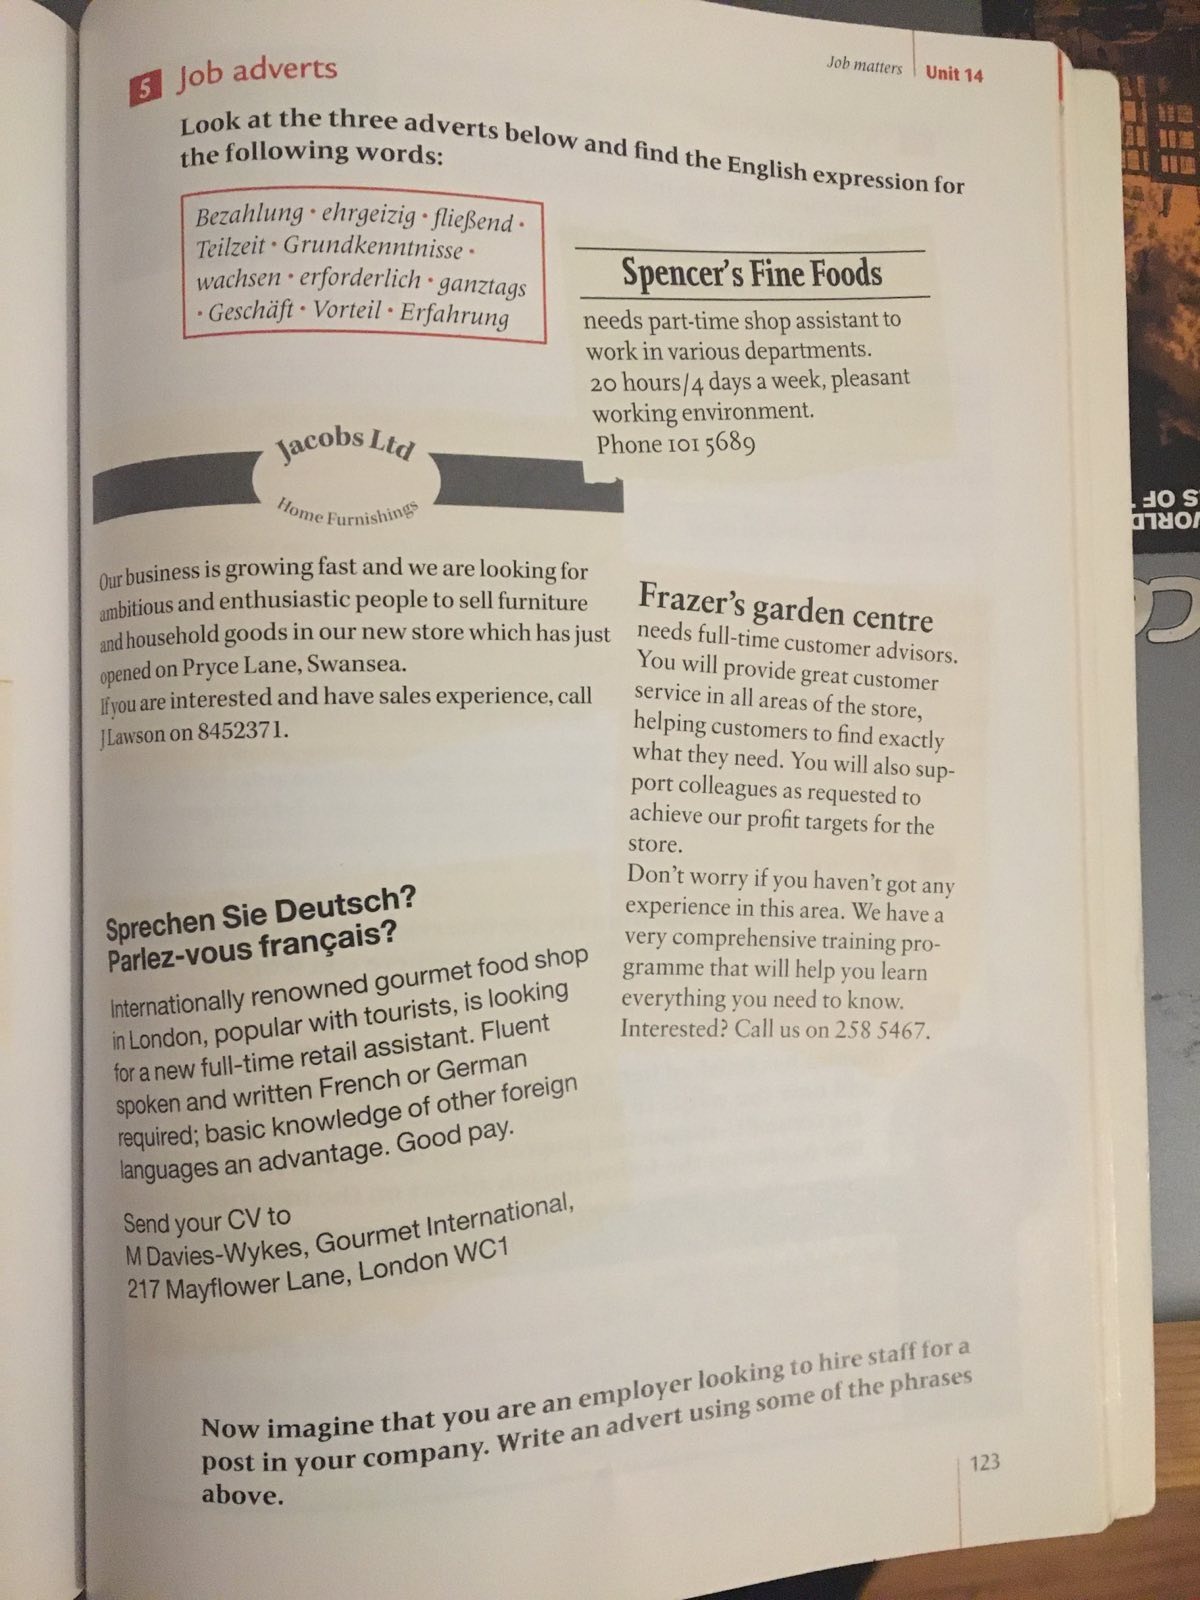 5 Job adverts
Job matters Unit 14
Look at the three adverts below and find the English expression for
the following words:
Bezahlung • ehrgeizig • fließend •
Teilzeit • Grundkenntnisse •
wachsen • erforderlich • ganztags
• Geschäft • Vorteil • Erfahrung
Spencer's Fine Foods
needs part-time shop assistant to
work in various departments.
20 hours/4 days a week, pleasant
working environment.
Phone 101 5689
Jacobs Ltd
Home Furnishings
Our business is growing fast and we are looking for
ambitious and enthusiastic people to sell furniture
and household goods in our new store which has just
opened on Pryce Lane, Swansea.
If you are interested and have sales experience, call
J Lawson on 8452371.
Frazer's garden centre
needs full-time customer advisors.
You will provide great customer
service in all areas of the store,
helping customers to find exactly
what they need. You will also sup-
port colleagues as requested to
achieve our profit targets for the
store.
Don't worry if you haven't got any
experience in this area. We have a
very comprehensive training pro-
gramme that will help you learn
everything you need to know.
Interested? Call us on 258 5467.
Sprechen Sie Deutsch?
Parlez-vous français?
Internationally renowned gourmet food shop
in London, popular with tourists, is looking
for a new full-time retail assistant. Fluent
spoken and written French or German
required; basic knowledge of other foreign
languages an advantage. Good pay.
Send your CV to
M Davies-Wykes, Gourmet International,
217 Mayflower Lane, London WC1
Now imagine that you are an employer looking to hire staff for a
post in your company. Write an advert using some of the phrases
above.
123
S OF